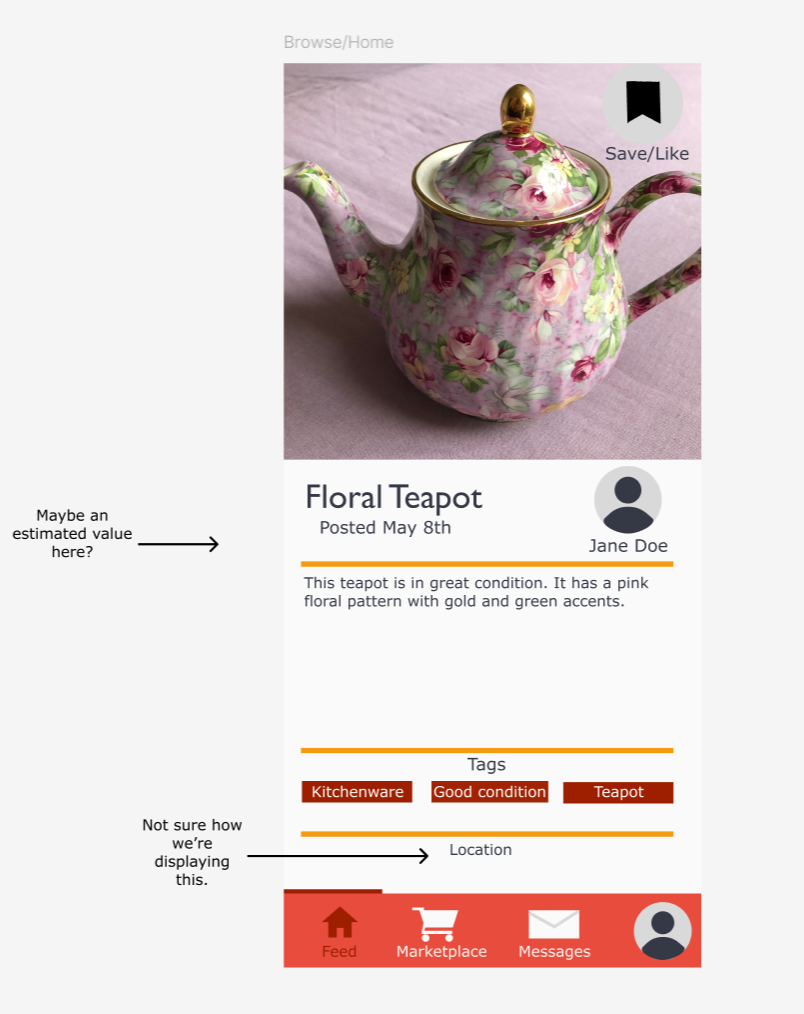 Browse/Home
Save/Like
Floral Teapot
Posted May 8th
Jane Doe
Maybe an
estimated value
here?
This teapot is in great condition. It has a pink
floral pattern with gold and green accents.
Tags
Kitchenware
Good condition
Teapot
Not sure how
we’re
displaying
this.
Location
Feed
Marketplace
Messages